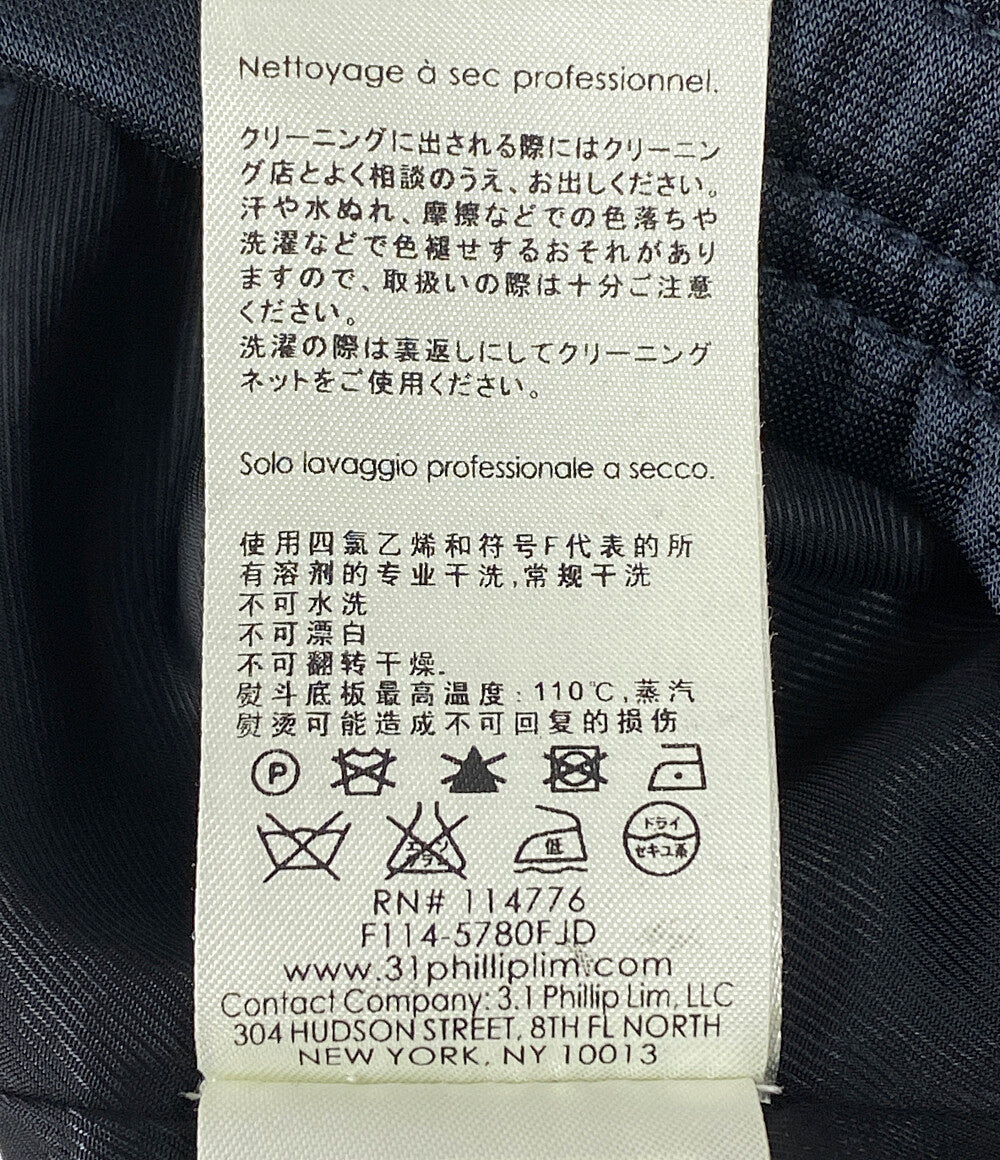 Nettoyage à sec professionnel.
クリーニングに出される際にはクリーニン
グ店とよく相談のうえ、お出しください。
汗や水ぬれ、摩擦などでの色落ちや
洗濯などで色褪せするおそれがあり
ますので、取扱いの際は十分ご注意
ください。
洗濯の際は裏返しにしてクリーニング
ネットをご使用ください。
Solo lavaggio professionale a secco.
使用四氯乙烯和符号F代表的所
有溶剂的专业干洗,常规干洗
不可水洗
不可漂白
不可翻转干燥.
熨斗底板最高温度:110℃,蒸汽
熨烫可能造成不可回复的损伤
P
エンソ
サラシ
低
ドライ
セキユ系
RN# 114776
F114-5780FJD
www.31philliplim.com
Contact Company: 3.1 Phillip Lim, LLC
304 HUDSON STREET, 8TH FL NORTH
NEW YORK, NY 10013